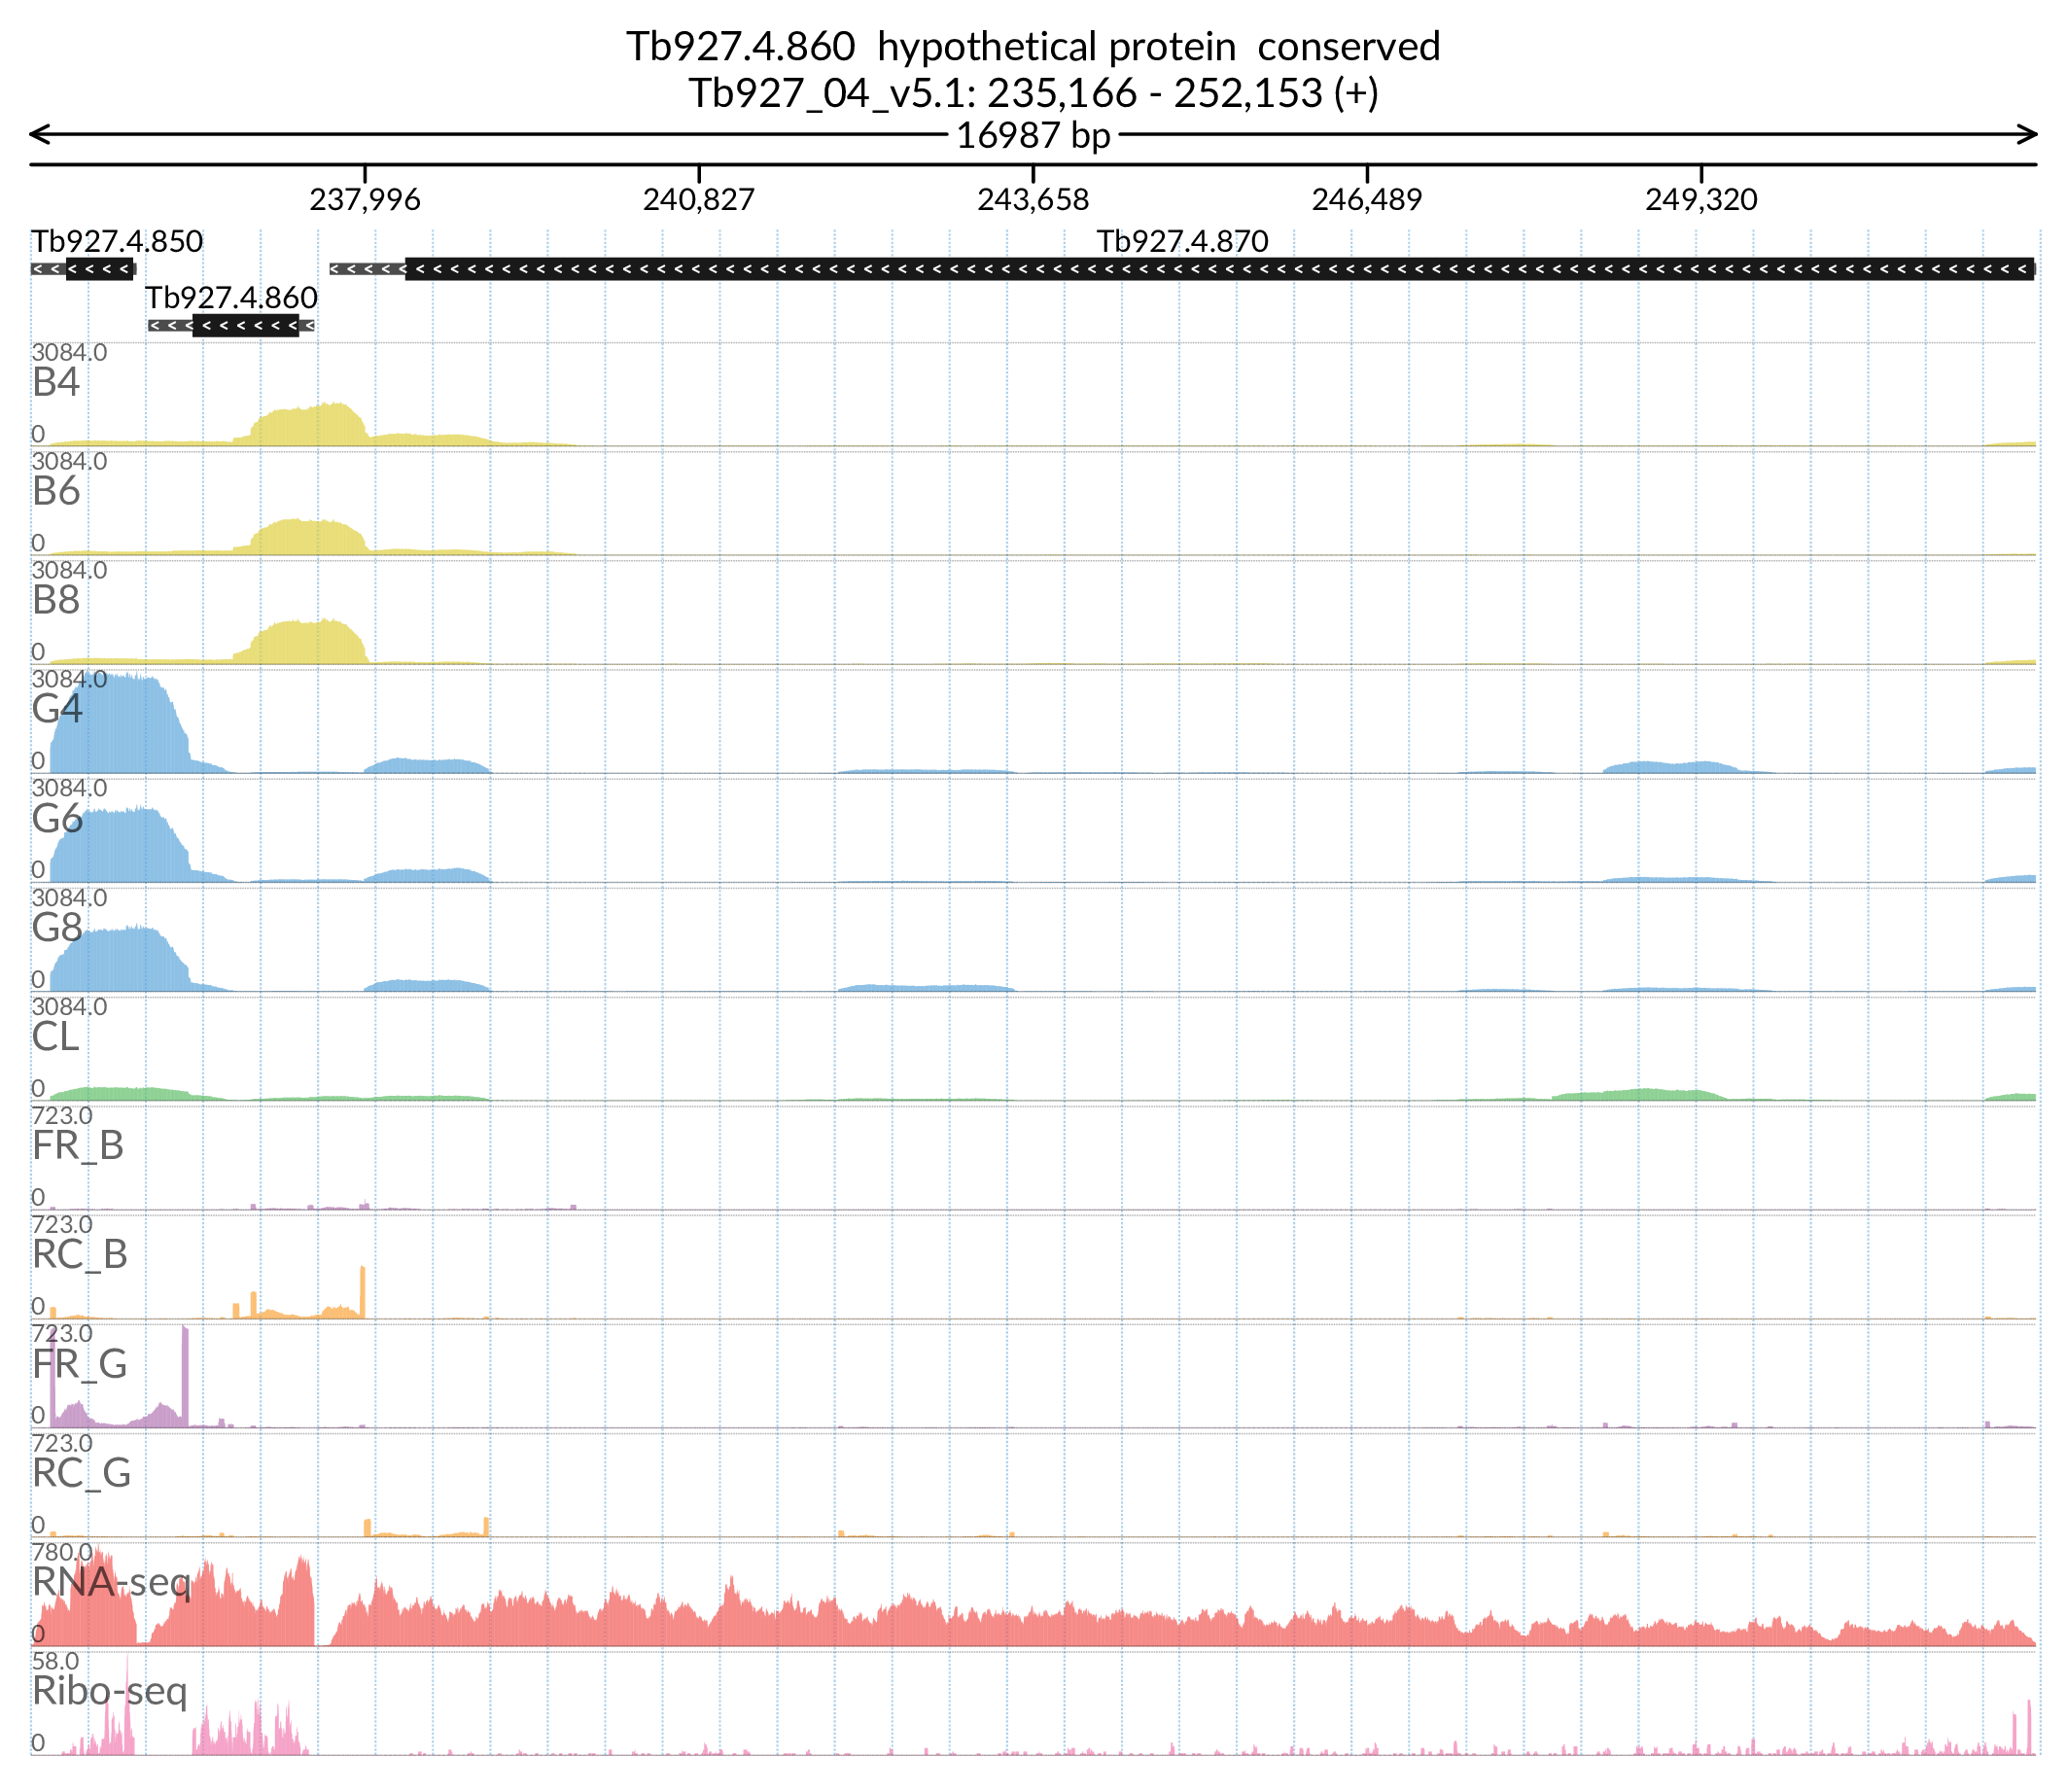 Tb927.4.860 hypothetical protein conserved
Tb927_04_v5.1: 235,166 - 252,153 (+)
16987 bp
237,996 240,827 243,658 246,489 249,320
Tb927.4.850 Tb927.4.870
Tb927.4.860
3084.0
B4
0
3084.0
B6
0
3084.0
B8
0
3084.0
G4
0
3084.0
G6
0
3084.0
G8
0
3084.0
CL
0
723.0
FR_B
0
723.0
RC_B
0
723.0
FR_G
0
723.0
RC_G
0
780.0
RNA-seq
0
58.0
Ribo-seq
0